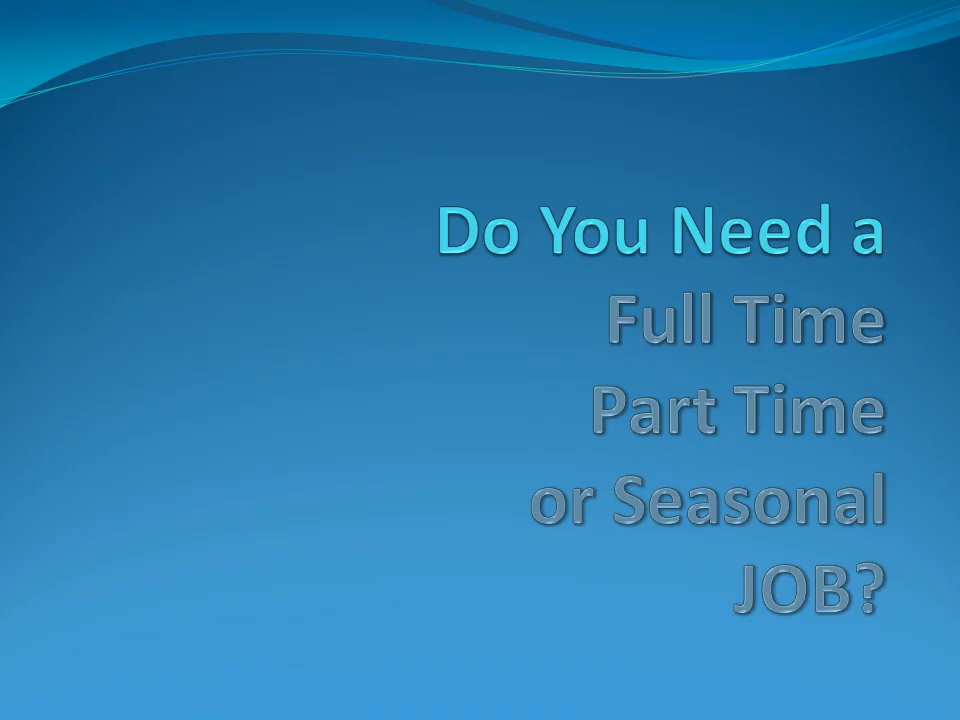 Do You Need a
Full Time
Part Time
or Seasonal
JOB?